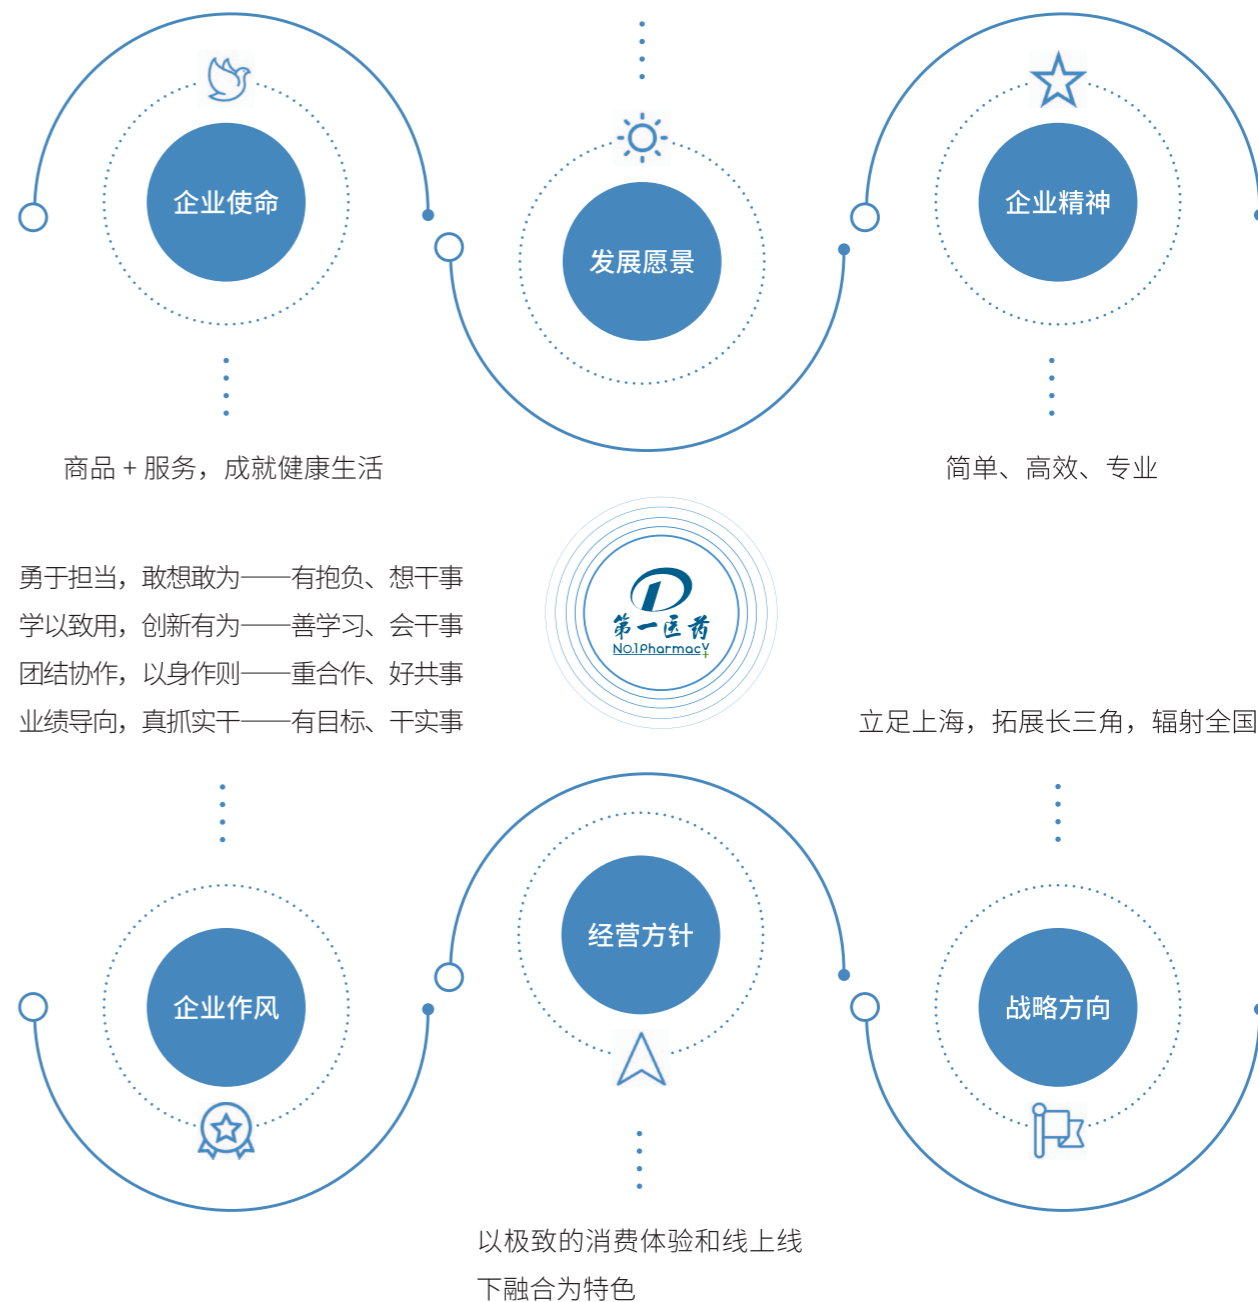 企业使命
发展愿景
企业精神
商品 + 服务，成就健康生活
简单、高效、专业
勇于担当，敢想敢为——有抱负、想干事
学以致用，创新有为——善学习、会干事
团结协作，以身作则——重合作、好共事
业绩导向，真抓实干——有目标、干实事
第一医药
No.1Pharmacy
立足上海，拓展长三角，辐射全国
企业作风
经营方针
战略方向
以极致的消费体验和线上线
下融合为特色